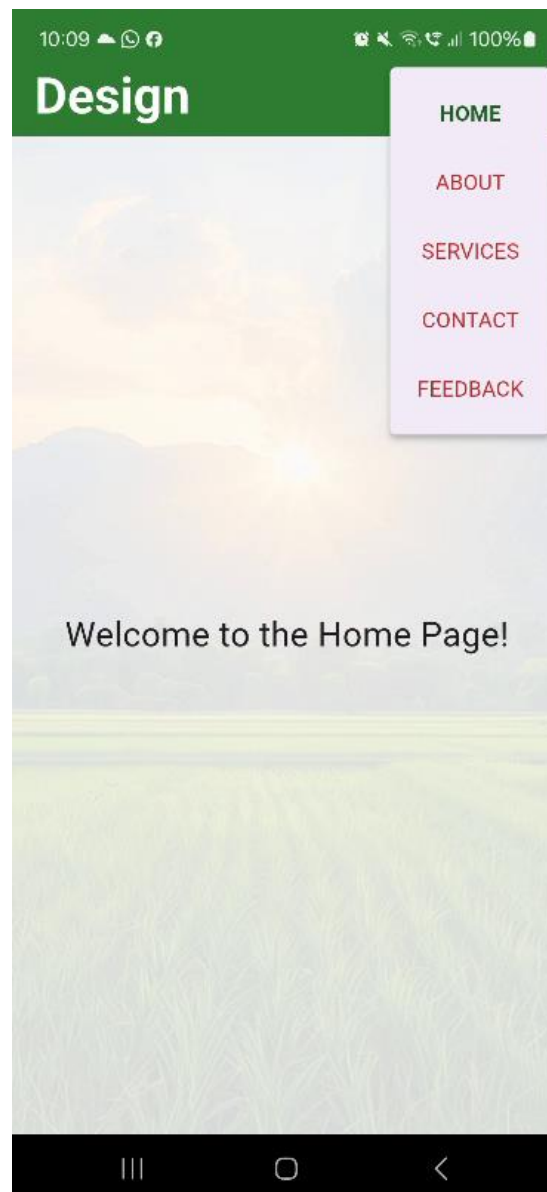 10:09 100%
Design
HOME
ABOUT
SERVICES
CONTACT
FEEDBACK
Welcome to the Home Page!